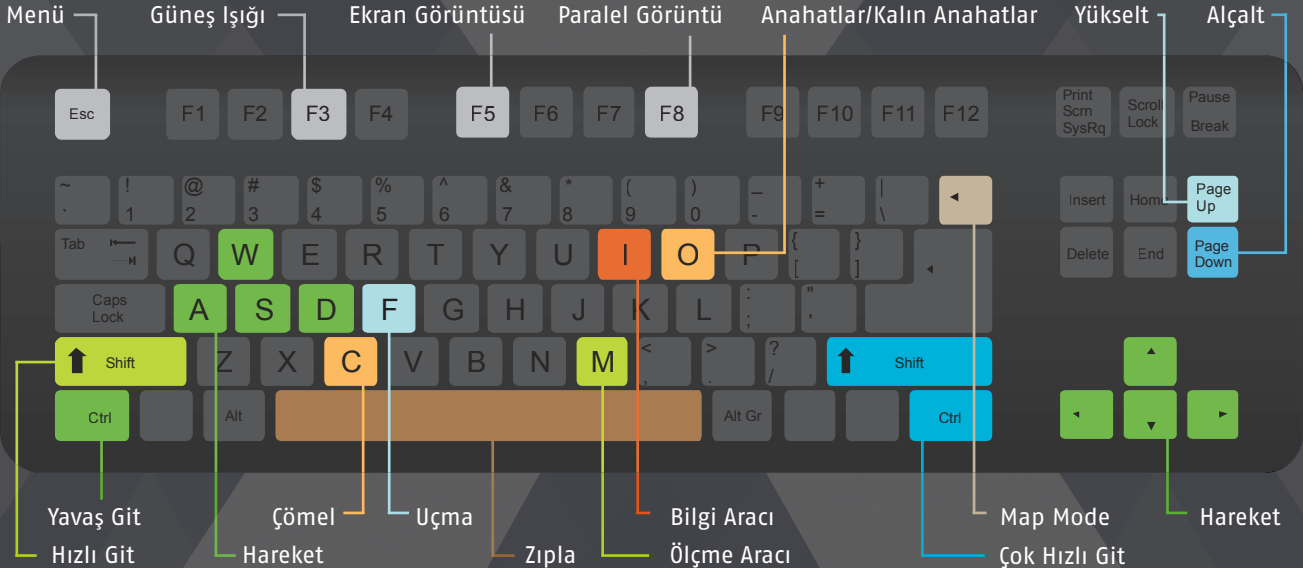 Menü Güneş Işığı Ekran Görüntüsü Paralel Görüntü Anahatlar/Kalın Anahatlar Yükselt Alçalt
Esc F1 F2 F3 F4 F5 F6 F7 F8 F9 F10 F11 F12 Print Scrn SysRq Scroll Lock Pause Break
~ ! @ # $ % ^ & * ( ) _ + |
` 1 2 3 4 5 6 7 8 9 0 - = \ Insert Home Page Up
Tab Q W E R T Y U I O P { [ } ] Delete End Page Down
Caps Lock A S D F G H J K L : ; " '
Shift Z X C V B N M < , > . ? / Shift
Ctrl Alt Alt Gr Ctrl
Yavaş Git Çömel Uçma Bilgi Aracı Map Mode Hareket
Hızlı Git Hareket Zıpla Ölçme Aracı Çok Hızlı Git